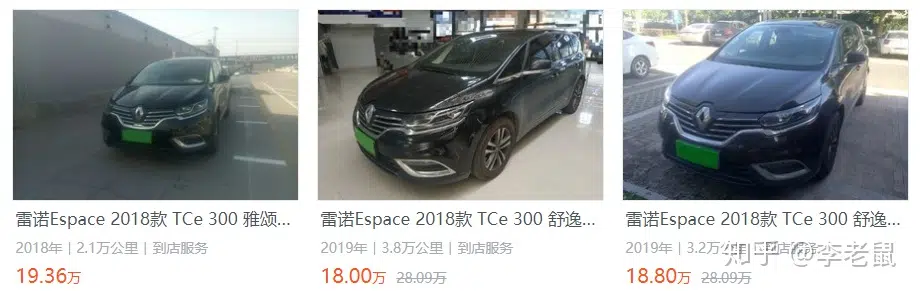 雷诺Espace 2018款 TCe 300 雅颂...
2018年 | 2.1万公里 | 到店服务
19.36万
雷诺Espace 2018款 TCe 300 舒逸...
2019年 | 3.8万公里 | 到店服务
18.00万 28.09万
雷诺Espace 2018款 TCe 300 舒逸...
2019年 | 3.2万公里 | 到店服务
18.80万 28.09万
知乎 @李老鼠